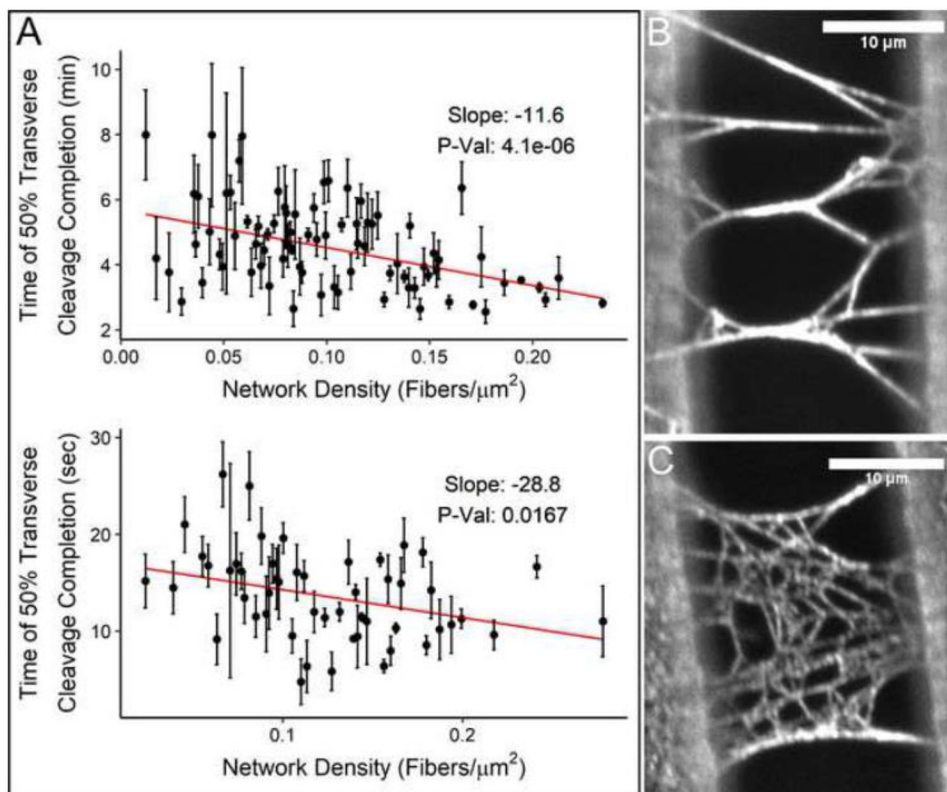 A
Time of 50% Transverse
Cleavage Completion (min)
10
8
6
4
2
Slope: -11.6
P-Val: 4.1e-06
0.00 0.05 0.10 0.15 0.20
Network Density (Fibers/μm²)
Time of 50% Transverse
Cleavage Completion (sec)
30
20
10
Slope: -28.8
P-Val: 0.0167
0.1 0.2
Network Density (Fibers/μm²)
B
10 μm
C
10 μm